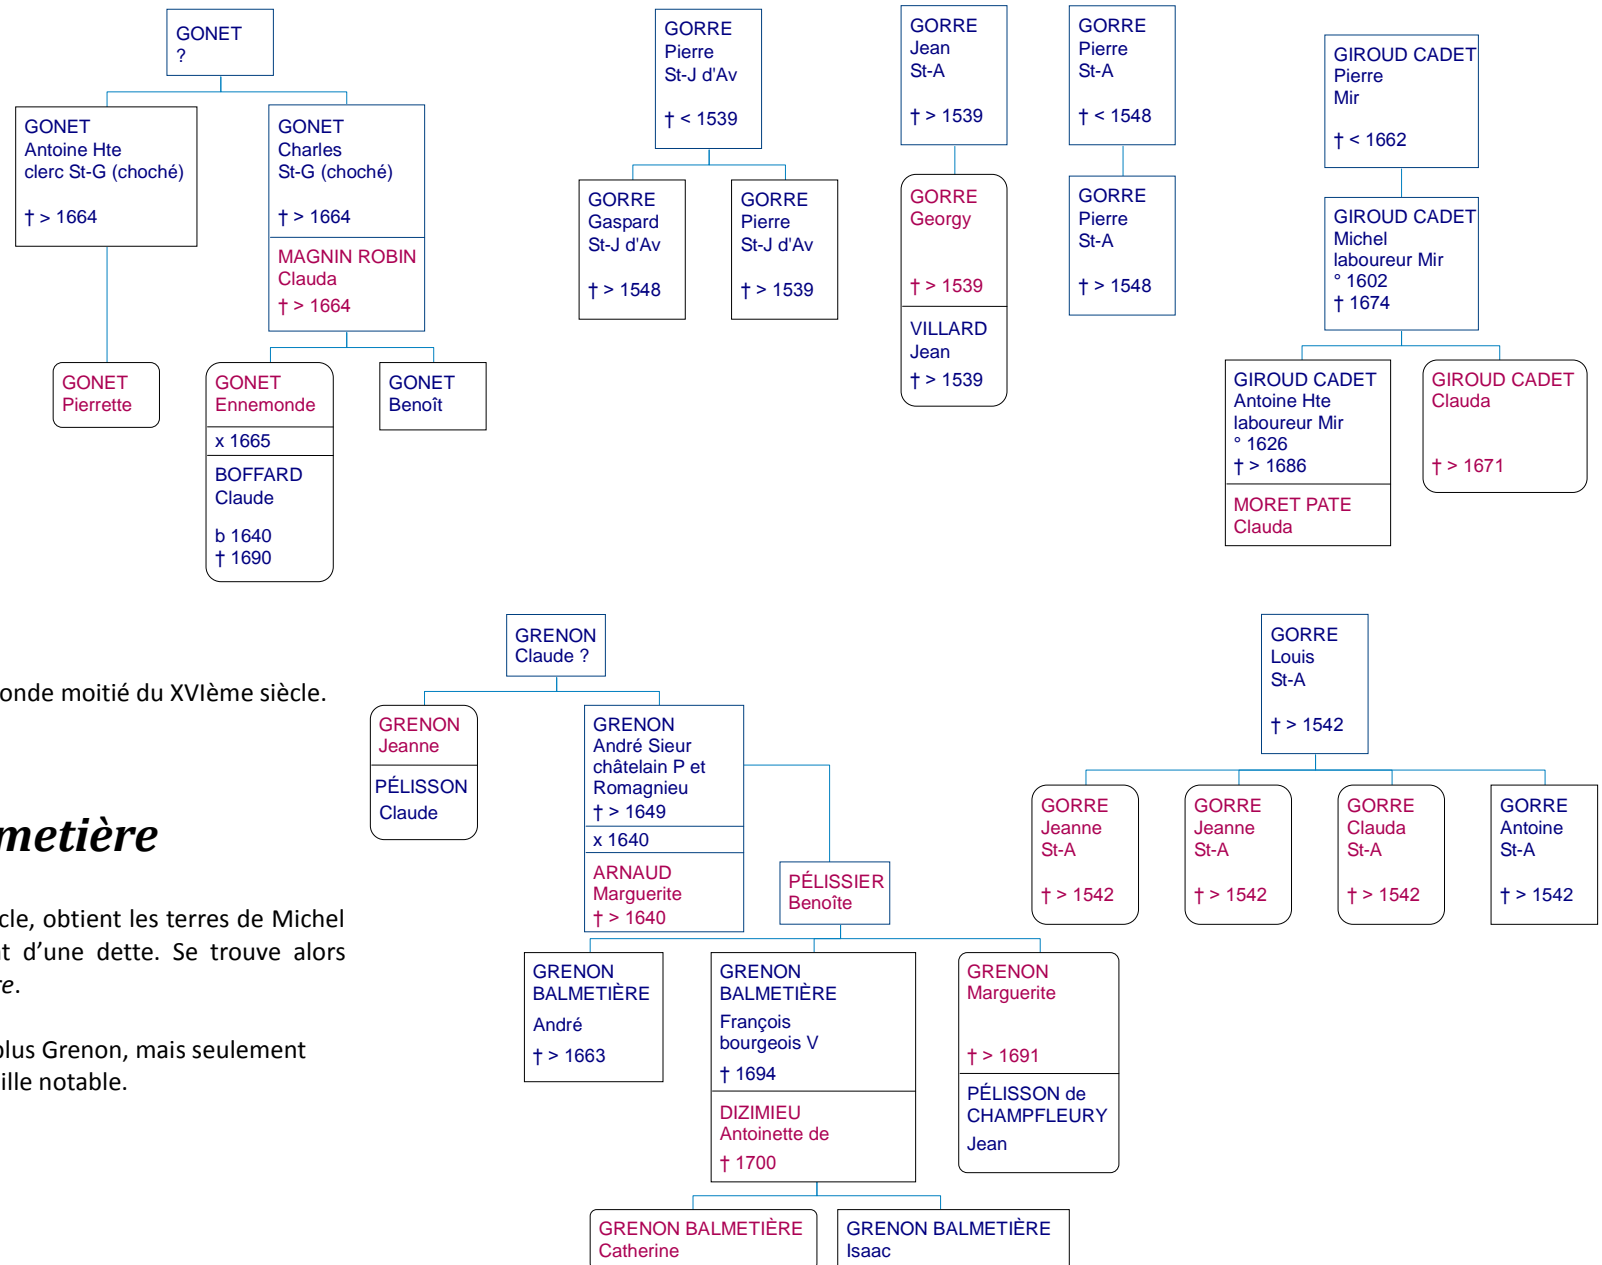 GONET
?
GONET
Antoine Hte
clerc St-G (choché)
† > 1664
GONET
Charles
St-G (choché)
† > 1664
MAGNIN ROBIN
Clauda
† > 1664
GONET
Pierrette
GONET
Ennemonde
x 1665
BOFFARD
Claude
b 1640
† 1690
GONET
Benoît
GORRE
Pierre
St-J d'Av
† < 1539
GORRE
Gaspard
St-J d'Av
† > 1548
GORRE
Pierre
St-J d'Av
† > 1539
GORRE
Jean
St-A
† > 1539
GORRE
Georgy
† > 1539
VILLARD
Jean
† > 1539
GORRE
Pierre
St-A
† < 1548
GORRE
Pierre
St-A
† > 1548
GIROUD CADET
Pierre
Mir
† < 1662
GIROUD CADET
Michel
laboureur Mir
° 1602
† 1674
GIROUD CADET
Antoine Hte
laboureur Mir
° 1626
† > 1686
MORET PATE
Clauda
GIROUD CADET
Clauda
† > 1671
onde moitié du XVIème siècle.
metière
cle, obtient les terres de Michel
t d’une dette. Se trouve alors
re.
plus Grenon, mais seulement
ille notable.
GRENON
Claude ?
GRENON
Jeanne
PÉLISSON
Claude
GRENON
André Sieur
châtelain P et
Romagnieu
† > 1649
x 1640
ARNAUD
Marguerite
† > 1640
PÉLISSIER
Benoîte
GRENON
BALMETIÈRE
André
† > 1663
GRENON
BALMETIÈRE
François
bourgeois V
† 1694
DIZIMIEU
Antoinette de
† 1700
GRENON
Marguerite
† > 1691
PÉLISSON de
CHAMPFLEURY
Jean
GRENON BALMETIÈRE
Catherine
GRENON BALMETIÈRE
Isaac
GORRE
Louis
St-A
† > 1542
GORRE
Jeanne
St-A
† > 1542
GORRE
Jeanne
St-A
† > 1542
GORRE
Clauda
St-A
† > 1542
GORRE
Antoine
St-A
† > 1542